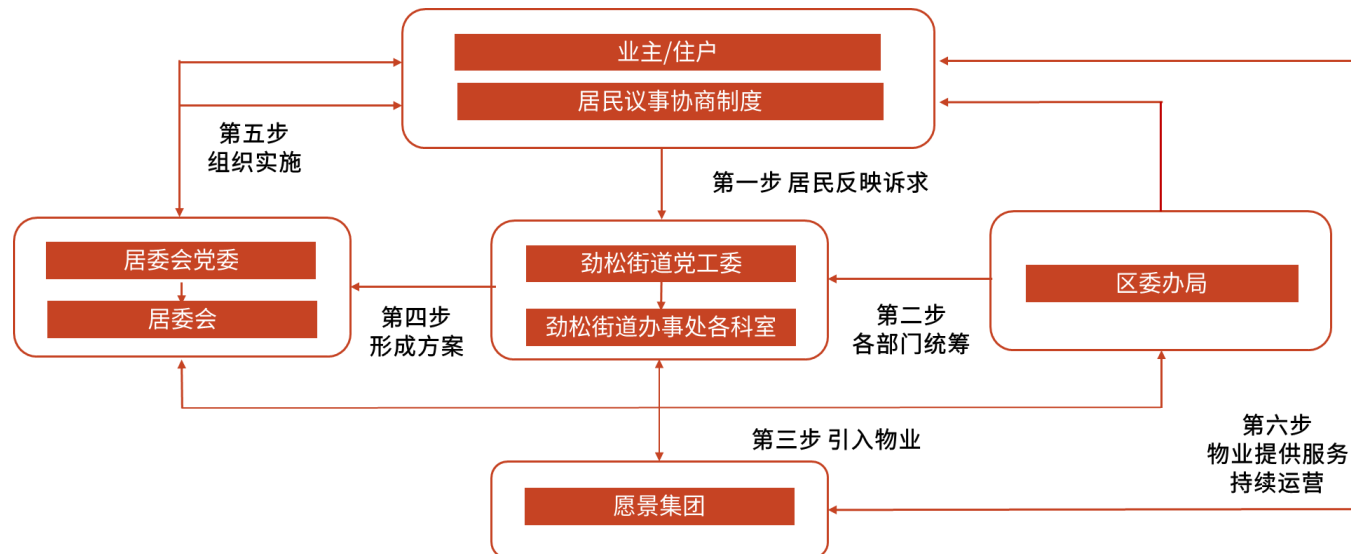 业主/住户
居民议事协商制度
第五步
组织实施
第一步 居民反映诉求
居委会党委
居委会
劲松街道党工委
劲松街道办事处各科室
区委办局
第四步
形成方案
第二步
各部门统筹
第三步 引入物业
愿景集团
第六步
物业提供服务
持续运营